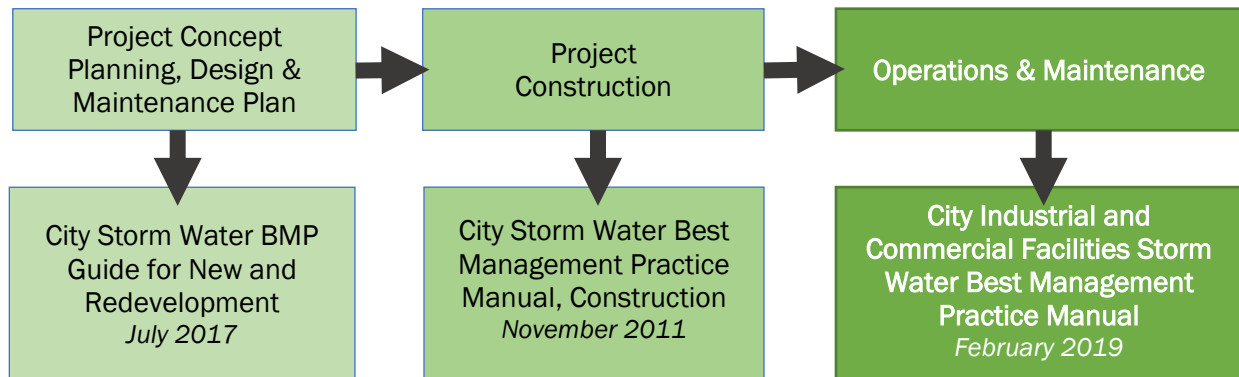 Project Concept
Planning, Design &
Maintenance Plan
Project
Construction
Operations & Maintenance
City Storm Water BMP
Guide for New and
Redevelopment
July 2017
City Storm Water Best
Management Practice
Manual, Construction
November 2011
City Industrial and
Commercial Facilities Storm
Water Best Management
Practice Manual
February 2019